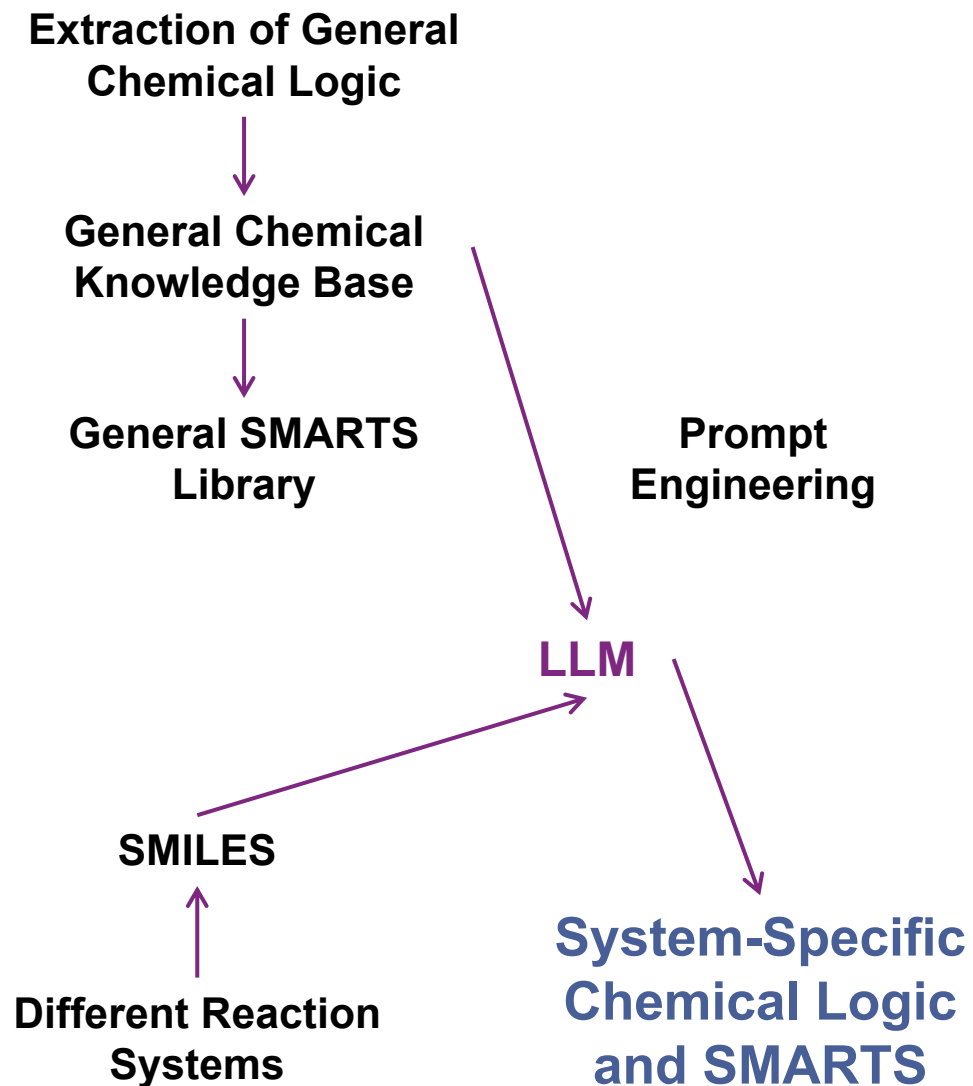 Extraction of General
Chemical Logic
General Chemical
Knowledge Base
General SMARTS
Library
Prompt
Engineering
LLM
SMILES
Different Reaction
Systems
System-Specific
Chemical Logic
and SMARTS